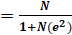 = N / 1+N(e²)